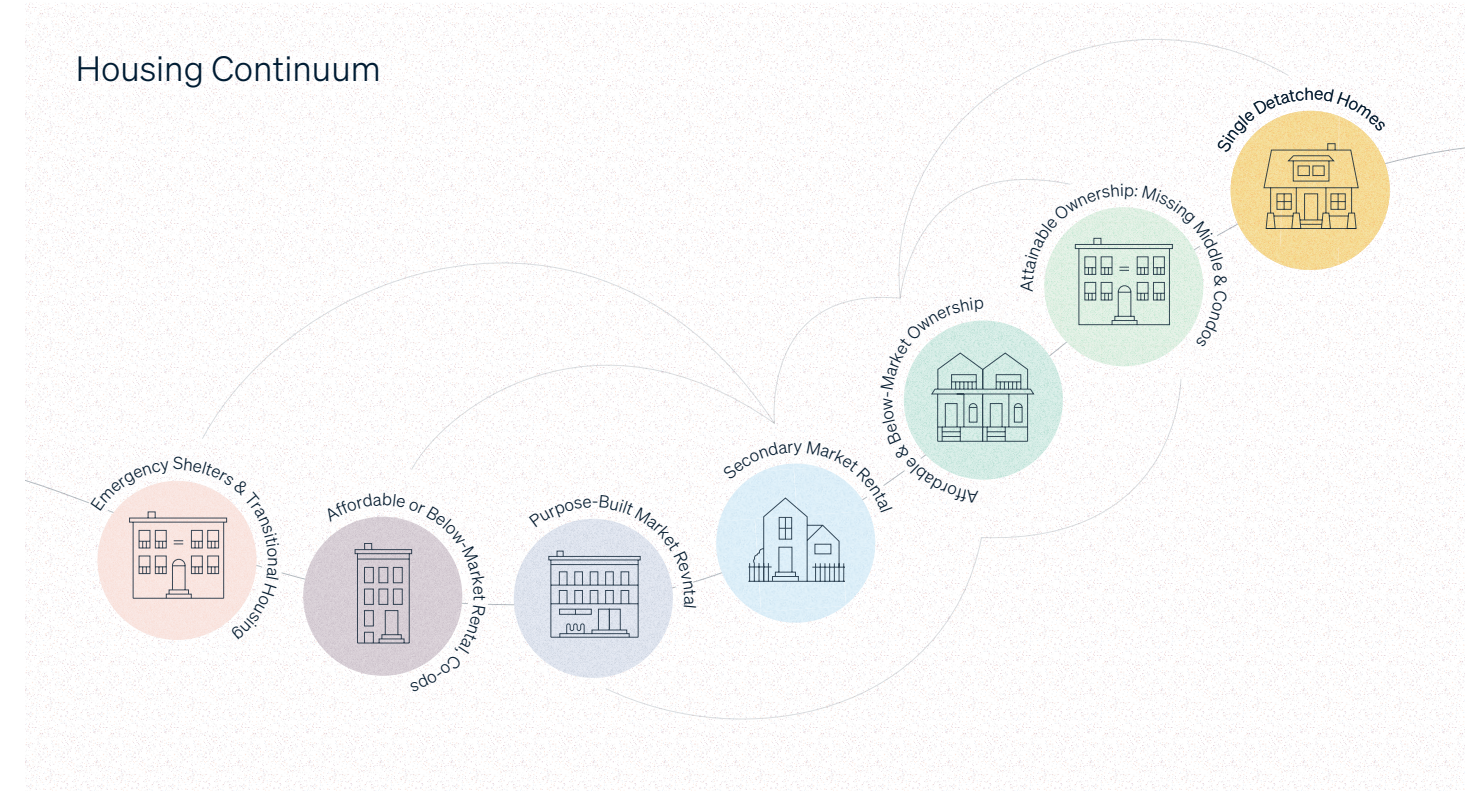 Housing Continuum
Emergency Shelters & Transitional Housing
Affordable or Below-Market Rental, Co-ops
Purpose-Built Market Revntal
Secondary Market Rental
Affordable & Below-Market Ownership
Attainable Ownership: Missing Middle & Condos
Single Detatched Homes